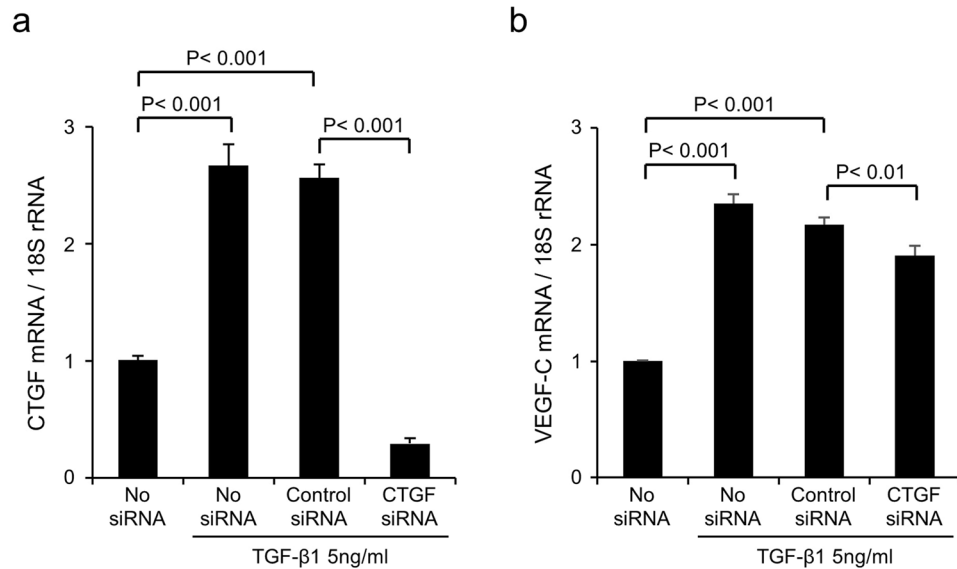 a
P< 0.001
P< 0.001
P< 0.001
CTGF mRNA / 18S rRNA
3
2
1
0
No siRNA
No siRNA
Control siRNA
CTGF siRNA
TGF-β1 5ng/ml
b
P< 0.001
P< 0.001
P< 0.01
VEGF-C mRNA / 18S rRNA
3
2
1
0
No siRNA
No siRNA
Control siRNA
CTGF siRNA
TGF-β1 5ng/ml